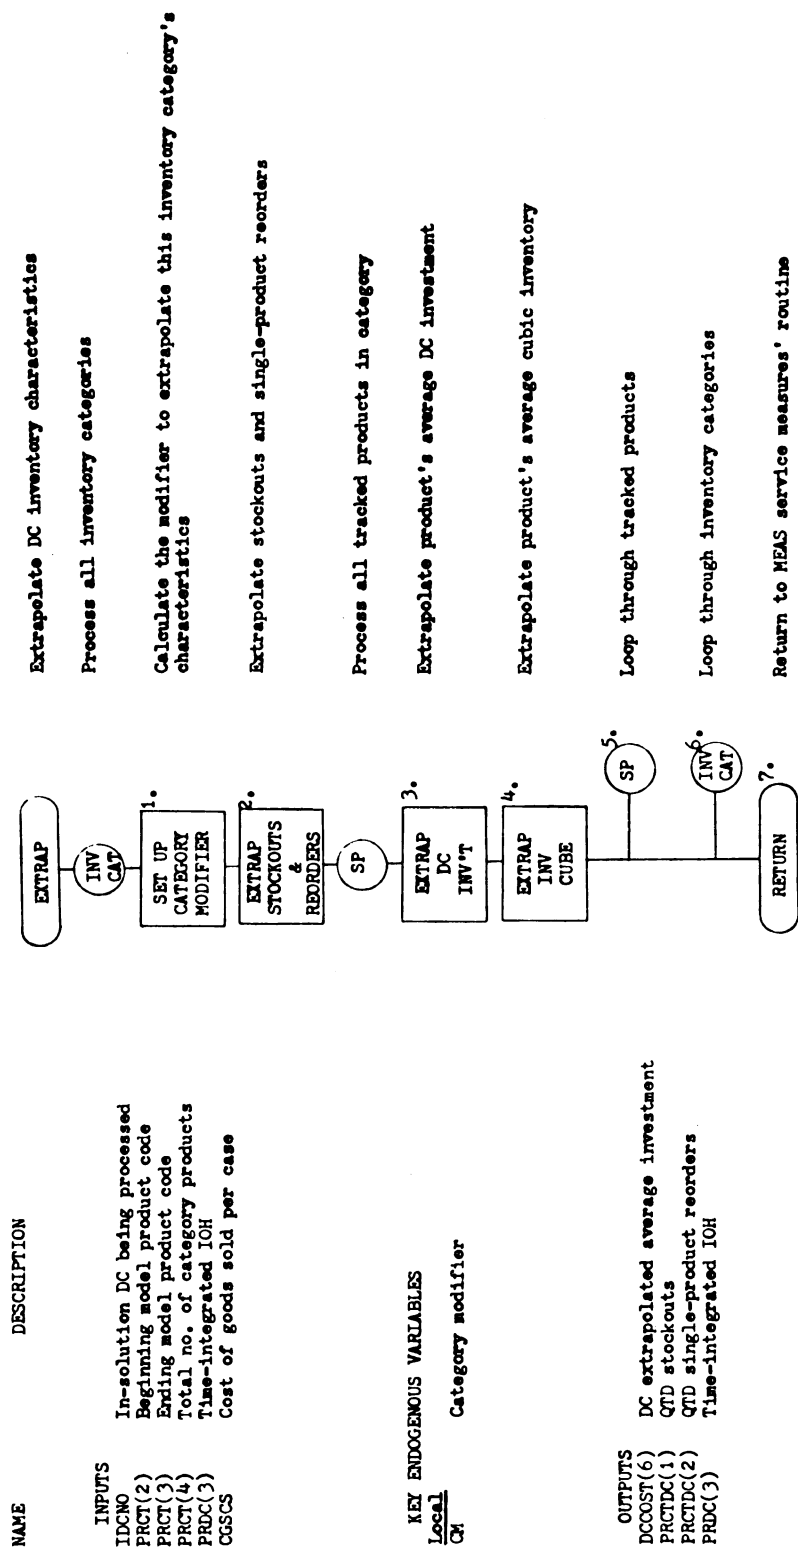 NAME DESCRIPTION
INPUTS
IDCNO In-solution DC being processed
PRCT(2) Beginning model product code
PRCT(3) Ending model product code
PRCT(4) Total no. of category products
PRDC(3) Time-integrated IOH
CGSCS Cost of goods sold per case
KEY ENDOGENOUS VARIABLES
Local
CM Category modifier
OUTPUTS
DCCOST(6) DC extrapolated average investment
PRCTDC(1) QTD stockouts
PRCTDC(2) QTD single-product reorders
PRDC(3) Time-integrated IOH
EXTRAP
INV
CAT
1.
SET UP
CATEGORY
MODIFIER
2.
EXTRAP
STOCKOUTS
&
REORDERS
SP
3.
EXTRAP
DC
INV'T
4.
EXTRAP
INV
CUBE
5.
SP
6.
INV
CAT
7.
RETURN
Extrapolate DC inventory characteristics
Process all inventory categories
Calculate the modifier to extrapolate this inventory category's
characteristics
Extrapolate stockouts and single-product reorders
Process all tracked products in category
Extrapolate product's average DC investment
Extrapolate product's average cubic inventory
Loop through tracked products
Loop through inventory categories
Return to MEAS service measures' routine